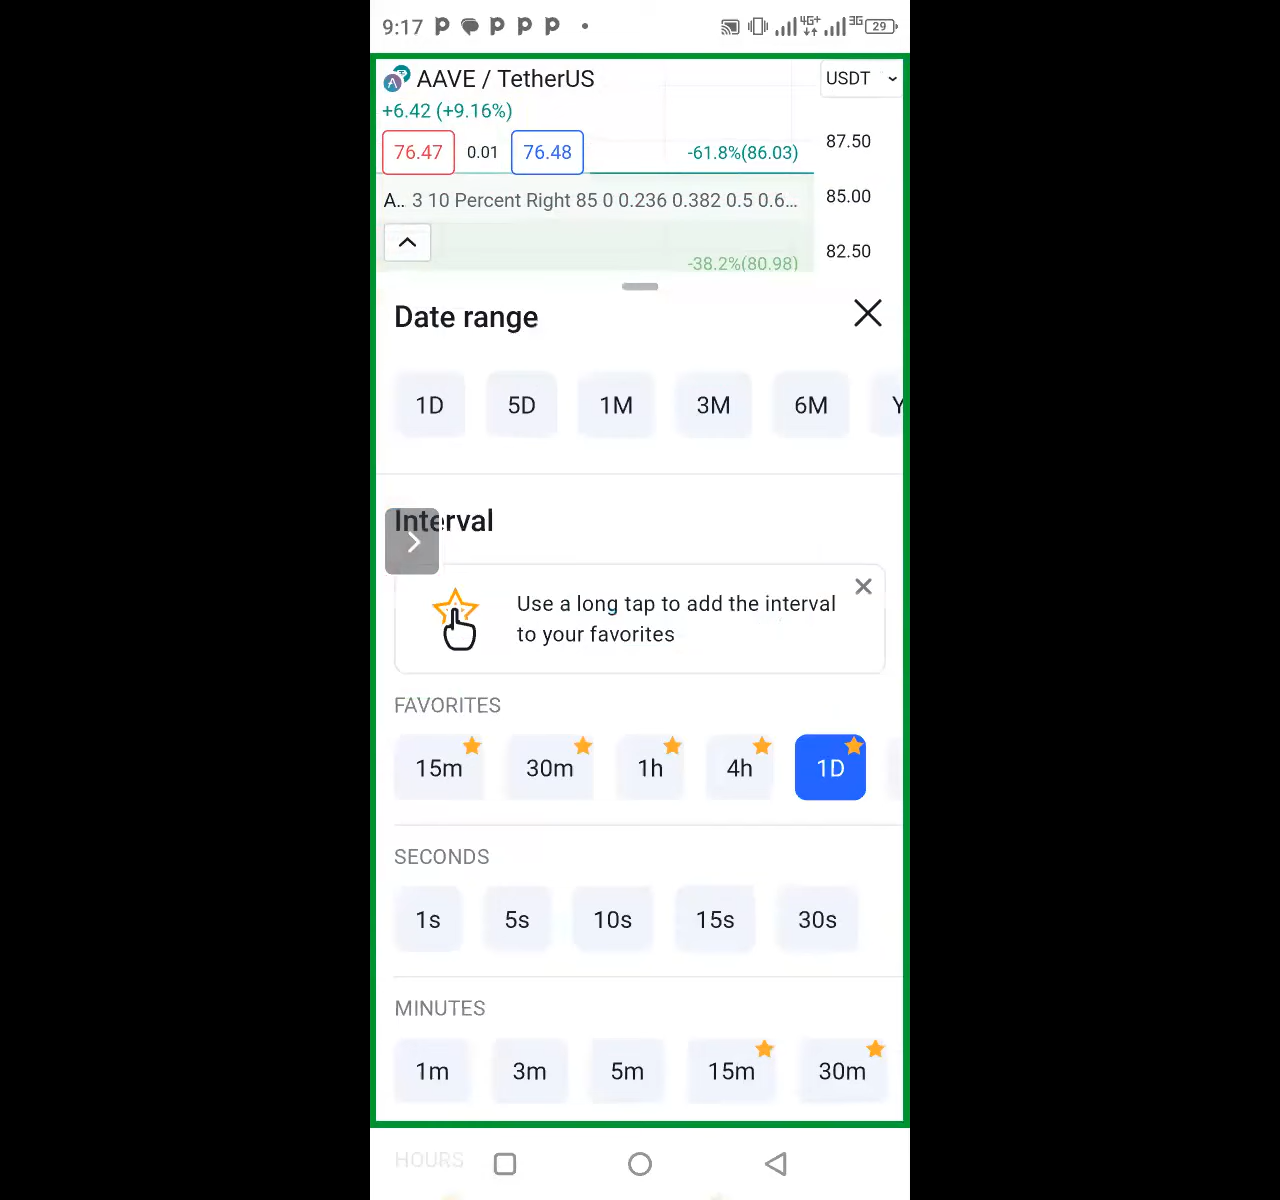 9:17
4G+ 3G 29
AAVE / TetherUS
USDT
+6.42 (+9.16%)
87.50
76.47 0.01 76.48
-61.8%(86.03)
A.. 3 10 Percent Right 85 0 0.236 0.382 0.5 0.6...
85.00
82.50
-38.2%(80.98)
Date range
1D 5D 1M 3M 6M Y
Interval
Use a long tap to add the interval
to your favorites
FAVORITES
15m 30m 1h 4h 1D
SECONDS
1s 5s 10s 15s 30s
MINUTES
1m 3m 5m 15m 30m
HOURS